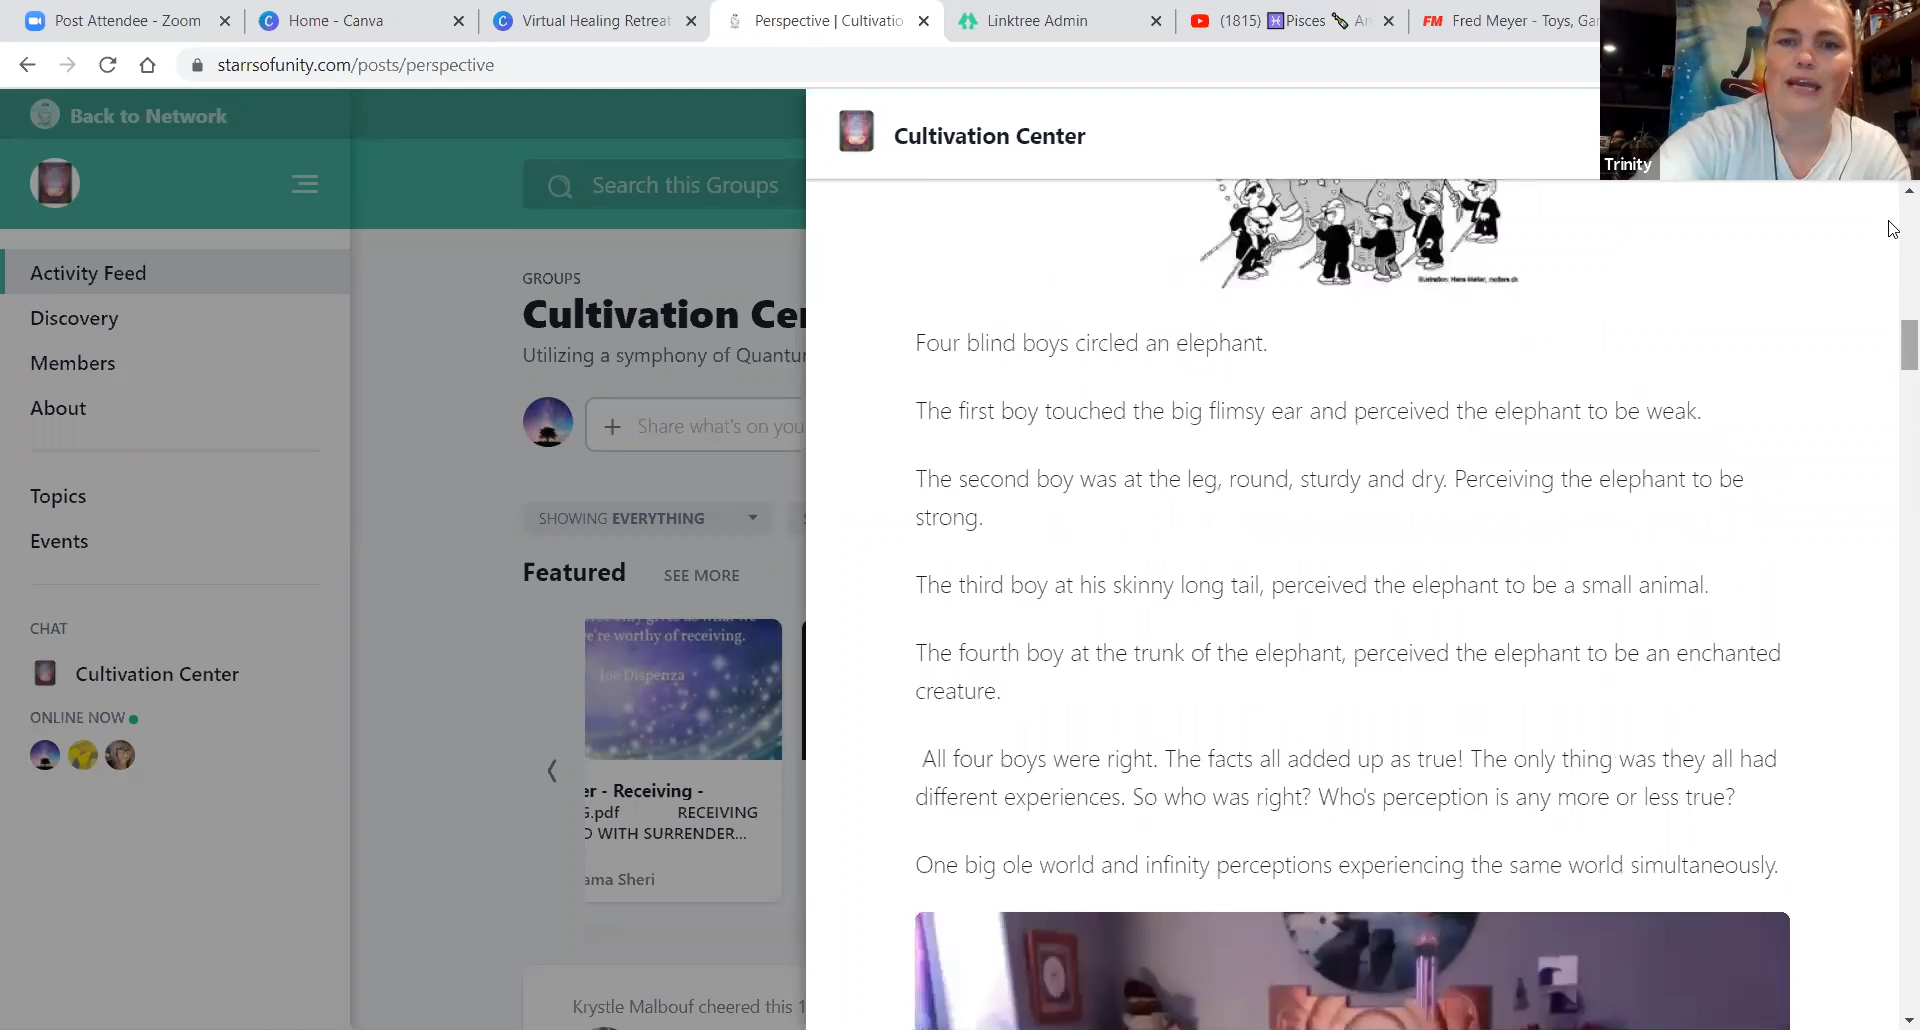 Post Attendee - Zoom
Home - Canva
Virtual Healing Retreat
Perspective | Cultivatio
Linktree Admin
(1815) Pisces
Fred Meyer - Toys, Ga
starrsofunity.com/posts/perspective
Trinity
Back to Network
Search this Groups
Activity Feed
Discovery
Members
About
Topics
Events
CHAT
Cultivation Center
ONLINE NOW
GROUPS
Cultivation Ce
Utilizing a symphony of Quantu
Share what's on you
SHOWING EVERYTHING
Featured
SEE MORE
we're worthy of receiving.
Joe Dispenza
er - Receiving -
.pdf RECEIVING
D WITH SURRENDER...
ama Sheri
Krystle Malbouf cheered this 1
Cultivation Center
Four blind boys circled an elephant.
The first boy touched the big flimsy ear and perceived the elephant to be weak.
The second boy was at the leg, round, sturdy and dry. Perceiving the elephant to be
strong.
The third boy at his skinny long tail, perceived the elephant to be a small animal.
The fourth boy at the trunk of the elephant, perceived the elephant to be an enchanted
creature.
All four boys were right. The facts all added up as true! The only thing was they all had
different experiences. So who was right? Who's perception is any more or less true?
One big ole world and infinity perceptions experiencing the same world simultaneously.